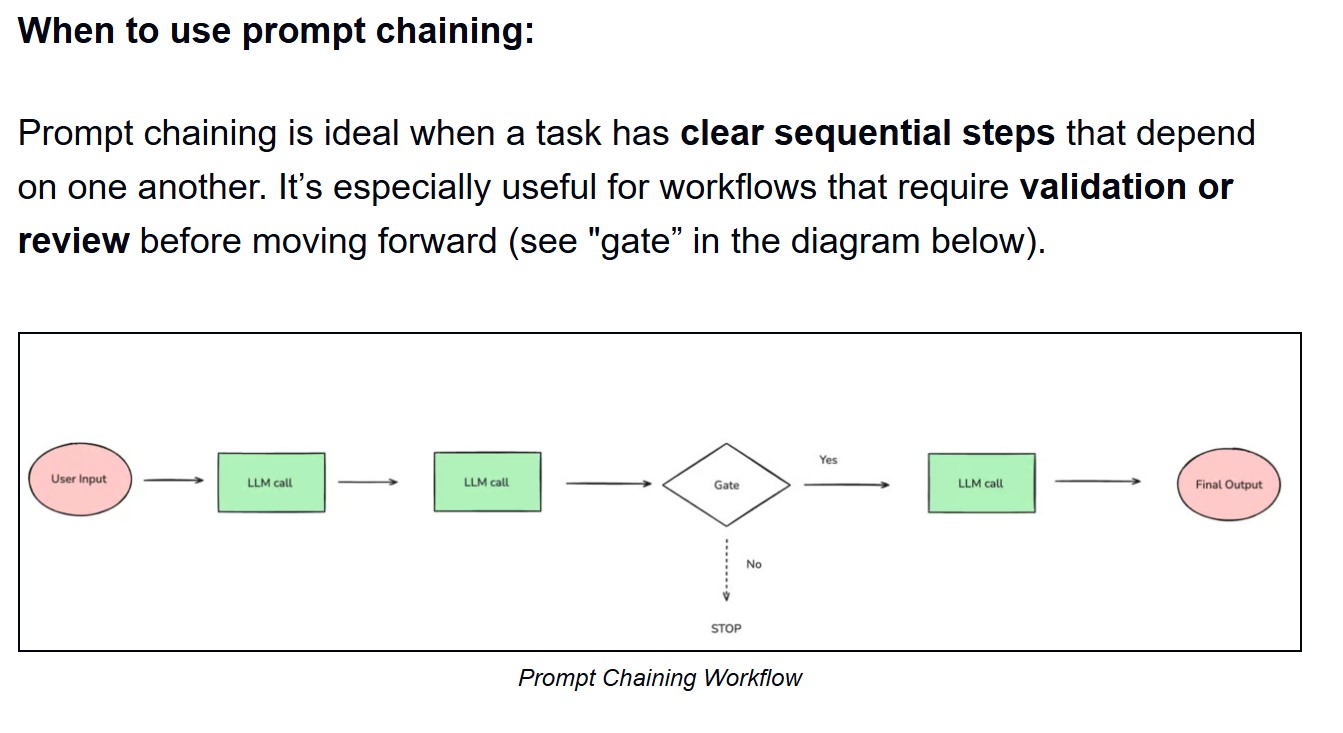 When to use prompt chaining:
Prompt chaining is ideal when a task has clear sequential steps that depend
on one another. It’s especially useful for workflows that require validation or
review before moving forward (see "gate” in the diagram below).
User Input
LLM call
LLM call
Gate
Yes
LLM call
Final Output
No
STOP
Prompt Chaining Workflow